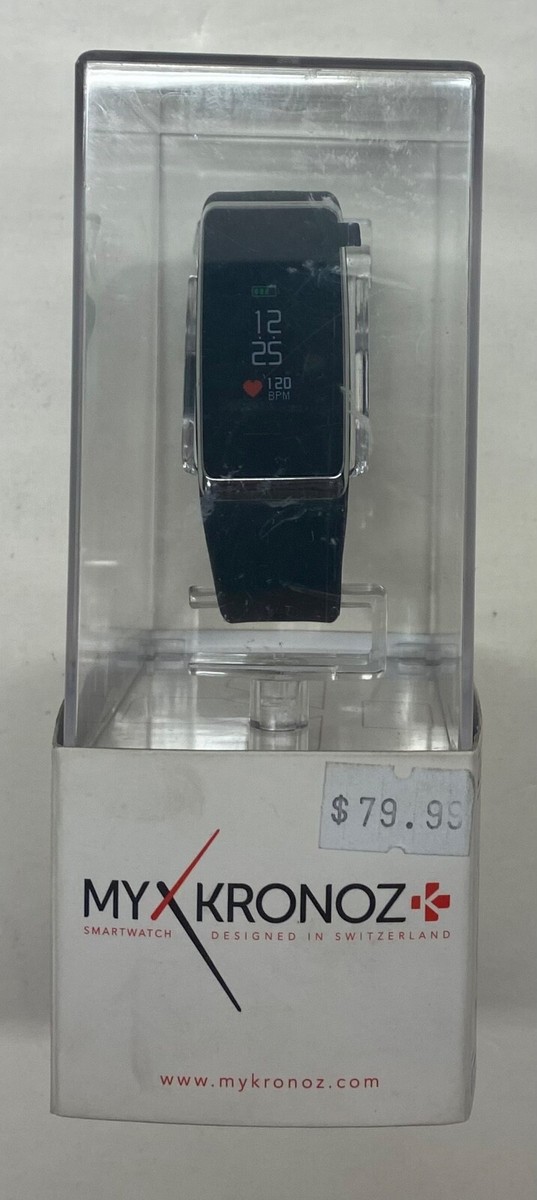 12
25
120
BPM
$79.99
MYKRONOZ
SMARTWATCH DESIGNED IN SWITZERLAND
www.mykronoz.com